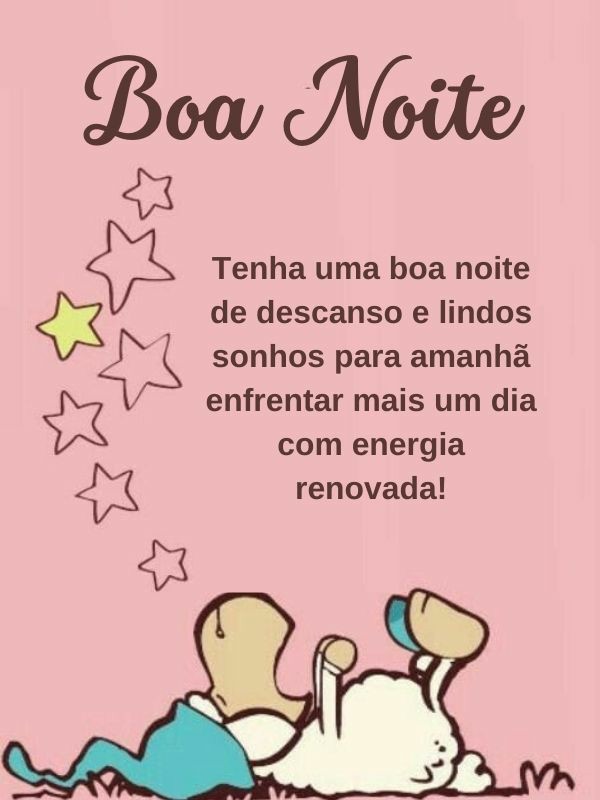 Boa Noite
Tenha uma boa noite
de descanso e lindos
sonhos para amanhã
enfrentar mais um dia
com energia
renovada!